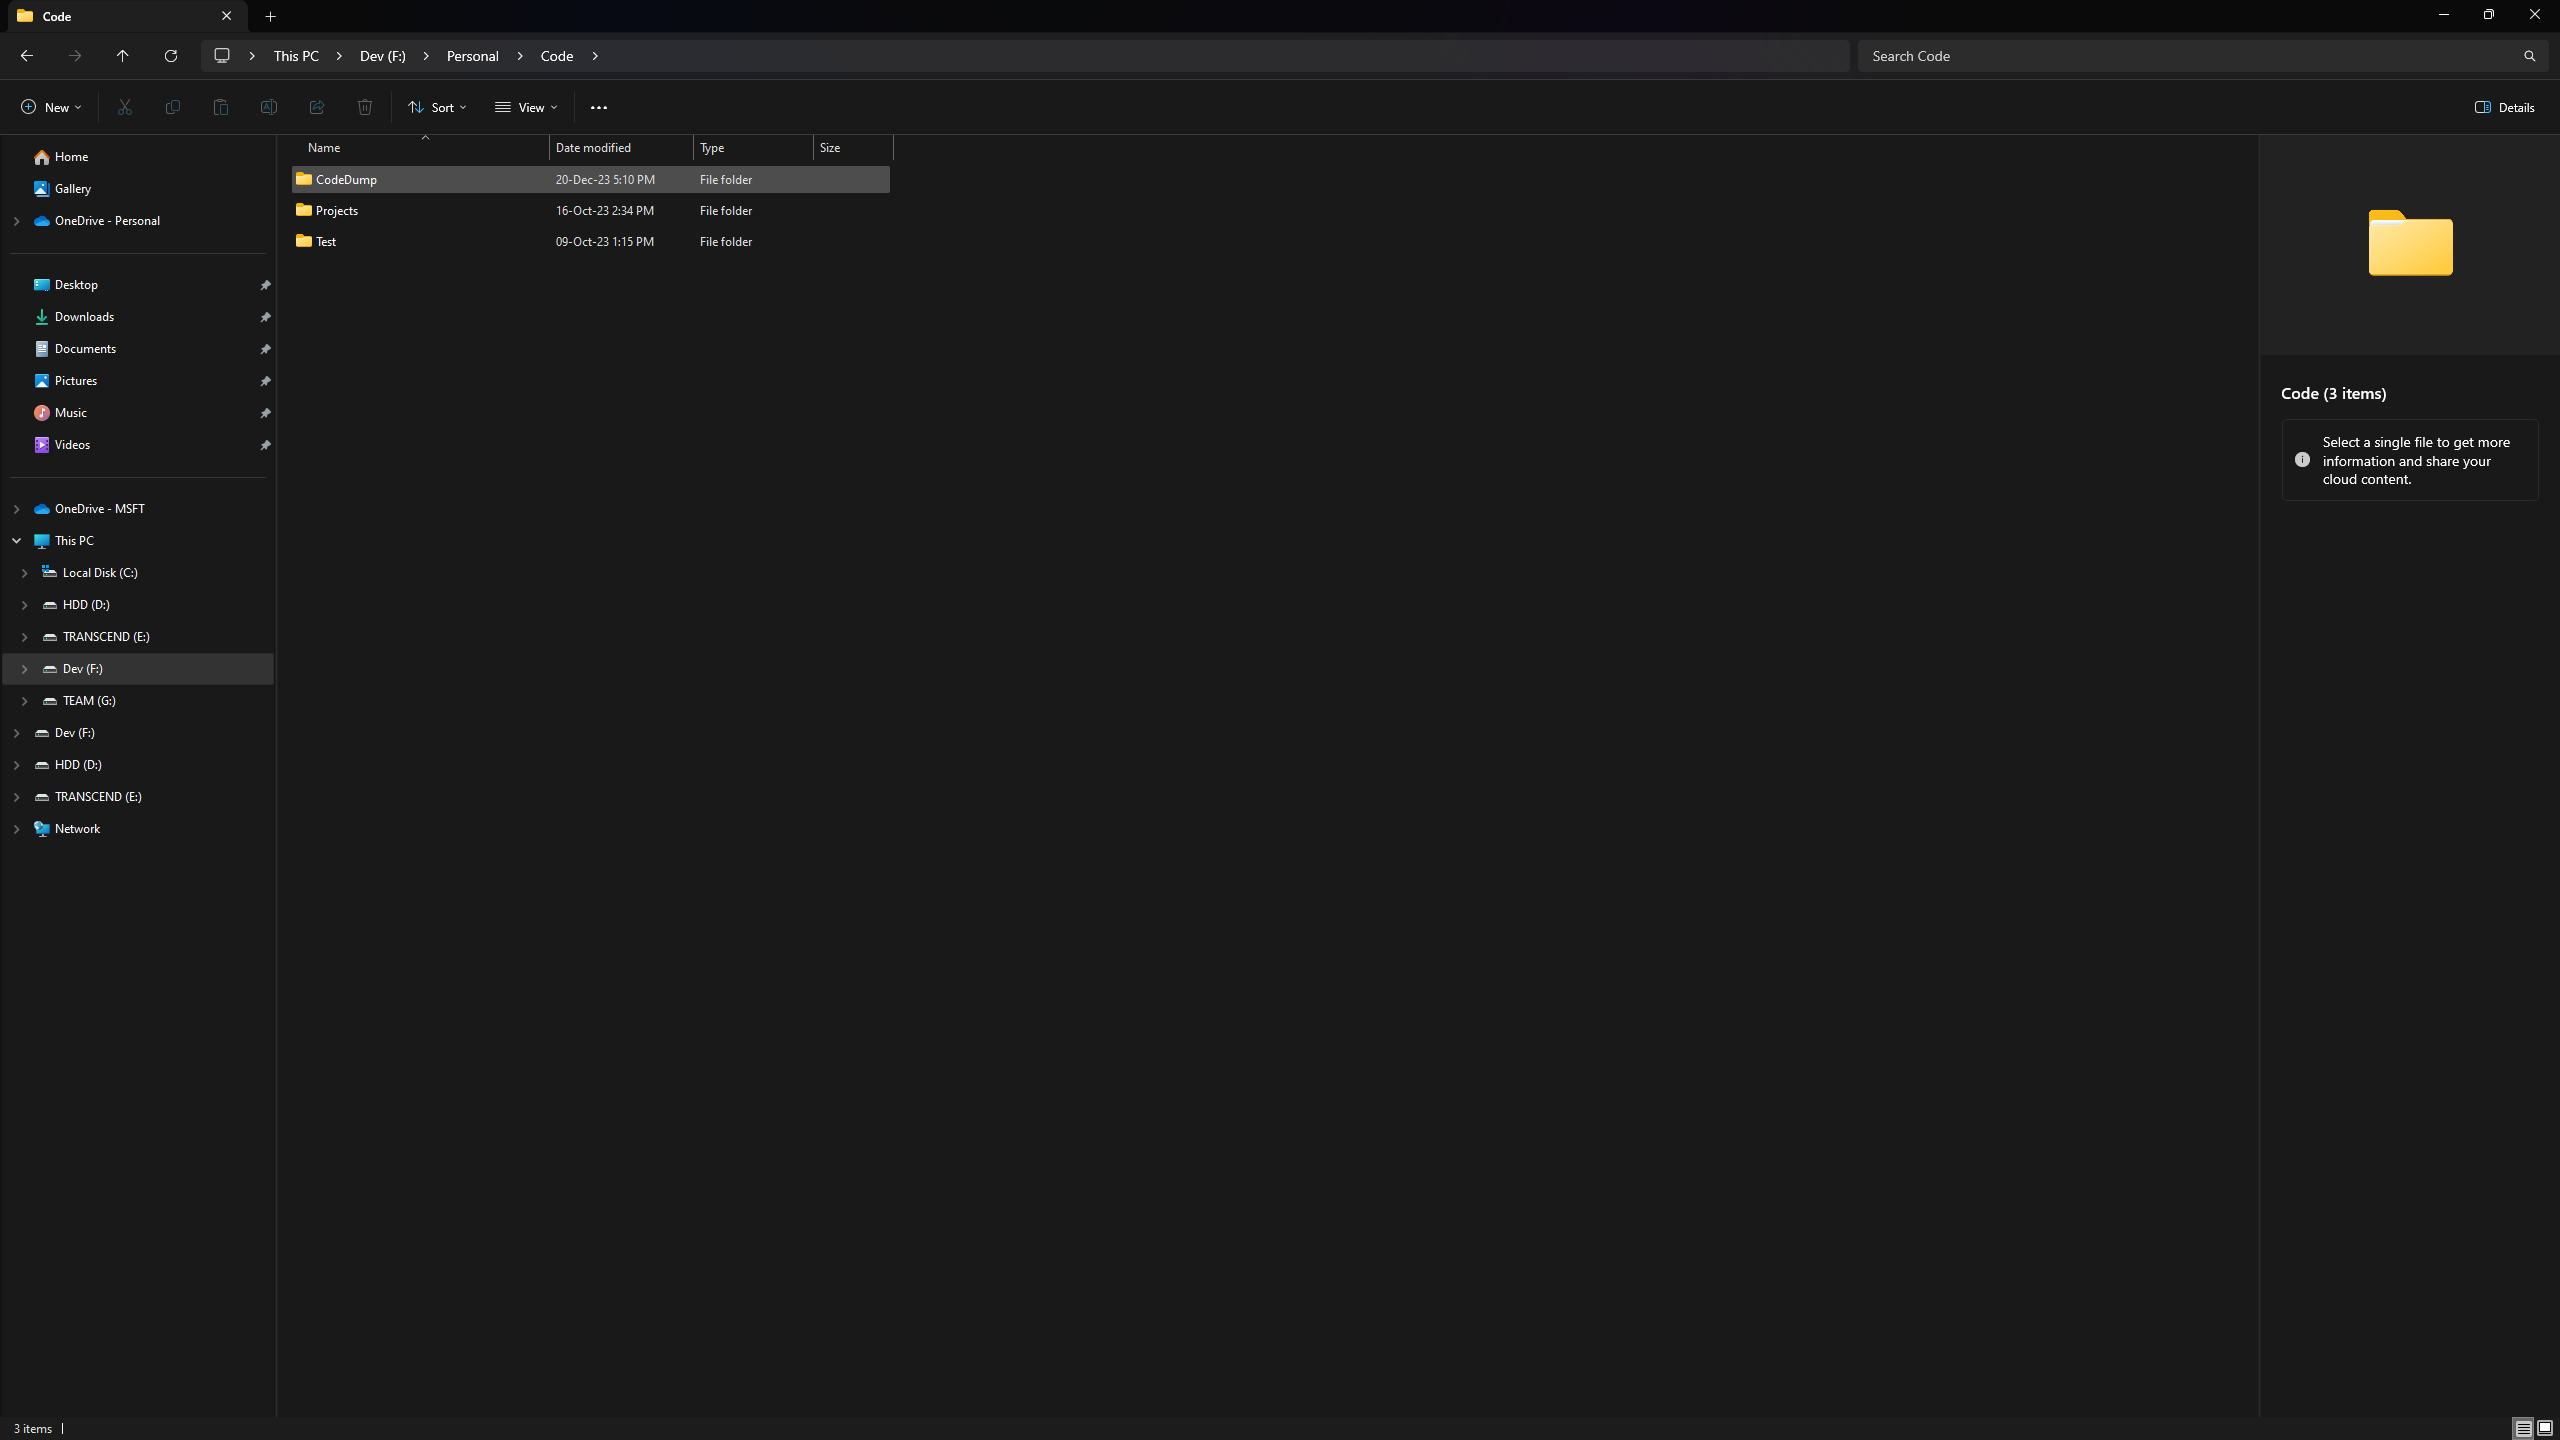 Code
This PC
Dev (F:)
Personal
Code
Search Code
New
Sort
View
Details
Home
Gallery
OneDrive - Personal
Desktop
Downloads
Documents
Pictures
Music
Videos
OneDrive - MSFT
This PC
Local Disk (C:)
HDD (D:)
TRANSCEND (E:)
Dev (F:)
TEAM (G:)
Dev (F:)
HDD (D:)
TRANSCEND (E:)
Network
Name Date modified Type Size
CodeDump 20-Dec-23 5:10 PM File folder
Projects 16-Oct-23 2:34 PM File folder
Test 09-Oct-23 1:15 PM File folder
Code (3 items)
Select a single file to get more
information and share your
cloud content.
3 items